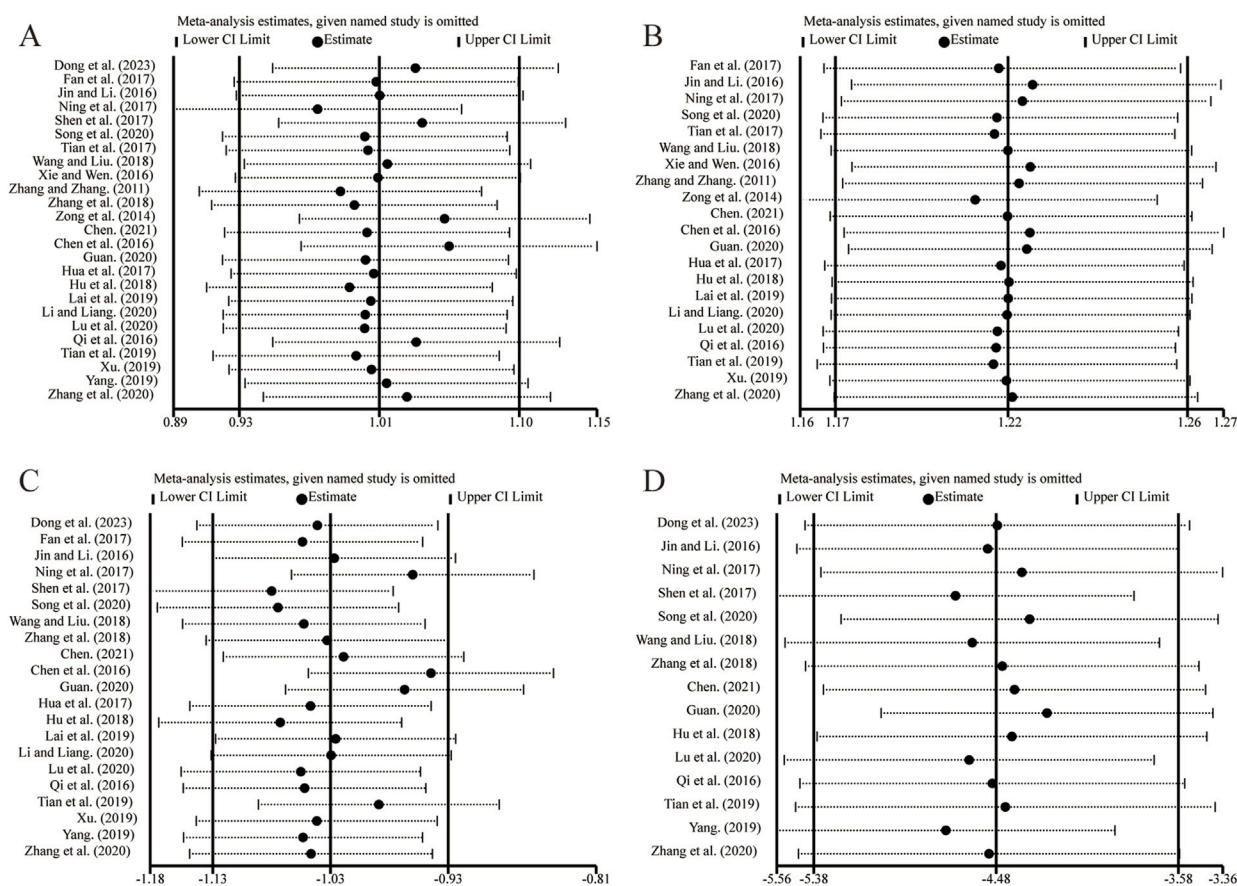 A
Meta-analysis estimates, given named study is omitted
Lower CI Limit Estimate Upper CI Limit
Dong et al. (2023)
Fan et al. (2017)
Jin and Li. (2016)
Ning et al. (2017)
Shen et al. (2017)
Song et al. (2020)
Tian et al. (2017)
Wang and Liu. (2018)
Xie and Wen. (2016)
Zhang and Zhang. (2011)
Zhang et al. (2018)
Zong et al. (2014)
Chen. (2021)
Chen et al. (2016)
Guan. (2020)
Hua et al. (2017)
Hu et al. (2018)
Lai et al. (2019)
Li and Liang. (2020)
Lu et al. (2020)
Qi et al. (2016)
Tian et al. (2019)
Xu. (2019)
Yang. (2019)
Zhang et al. (2020)
0.89 0.93 1.01 1.10 1.15
B
Meta-analysis estimates, given named study is omitted
Lower CI Limit Estimate Upper CI Limit
Fan et al. (2017)
Jin and Li. (2016)
Ning et al. (2017)
Song et al. (2020)
Tian et al. (2017)
Wang and Liu. (2018)
Xie and Wen. (2016)
Zhang and Zhang. (2011)
Zong et al. (2014)
Chen. (2021)
Chen et al. (2016)
Guan. (2020)
Hua et al. (2017)
Hu et al. (2018)
Lai et al. (2019)
Li and Liang. (2020)
Lu et al. (2020)
Qi et al. (2016)
Tian et al. (2019)
Xu. (2019)
Zhang et al. (2020)
1.16 1.17 1.22 1.26 1.27
C
Meta-analysis estimates, given named study is omitted
Lower CI Limit Estimate Upper CI Limit
Dong et al. (2023)
Fan et al. (2017)
Jin and Li. (2016)
Ning et al. (2017)
Shen et al. (2017)
Song et al. (2020)
Wang and Liu. (2018)
Zhang et al. (2018)
Chen. (2021)
Chen et al. (2016)
Guan. (2020)
Hua et al. (2017)
Hu et al. (2018)
Lai et al. (2019)
Li and Liang. (2020)
Lu et al. (2020)
Qi et al. (2016)
Tian et al. (2019)
Xu. (2019)
Yang. (2019)
Zhang et al. (2020)
-1.18 -1.13 -1.03 -0.93 -0.81
D
Meta-analysis estimates, given named study is omitted
Lower CI Limit Estimate Upper CI Limit
Dong et al. (2023)
Jin and Li. (2016)
Ning et al. (2017)
Shen et al. (2017)
Song et al. (2020)
Wang and Liu. (2018)
Zhang et al. (2018)
Chen. (2021)
Guan. (2020)
Hu et al. (2018)
Lu et al. (2020)
Qi et al. (2016)
Tian et al. (2019)
Yang. (2019)
Zhang et al. (2020)
-5.56 -5.38 -4.48 -3.58 -3.36